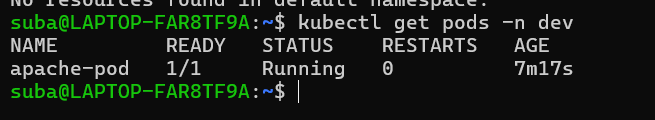 No resources found in default namespace.
suba@LAPTOP-FAR8TF9A:~$ kubectl get pods -n dev
NAME READY STATUS RESTARTS AGE
apache-pod 1/1 Running 0 7m17s
suba@LAPTOP-FAR8TF9A:~$